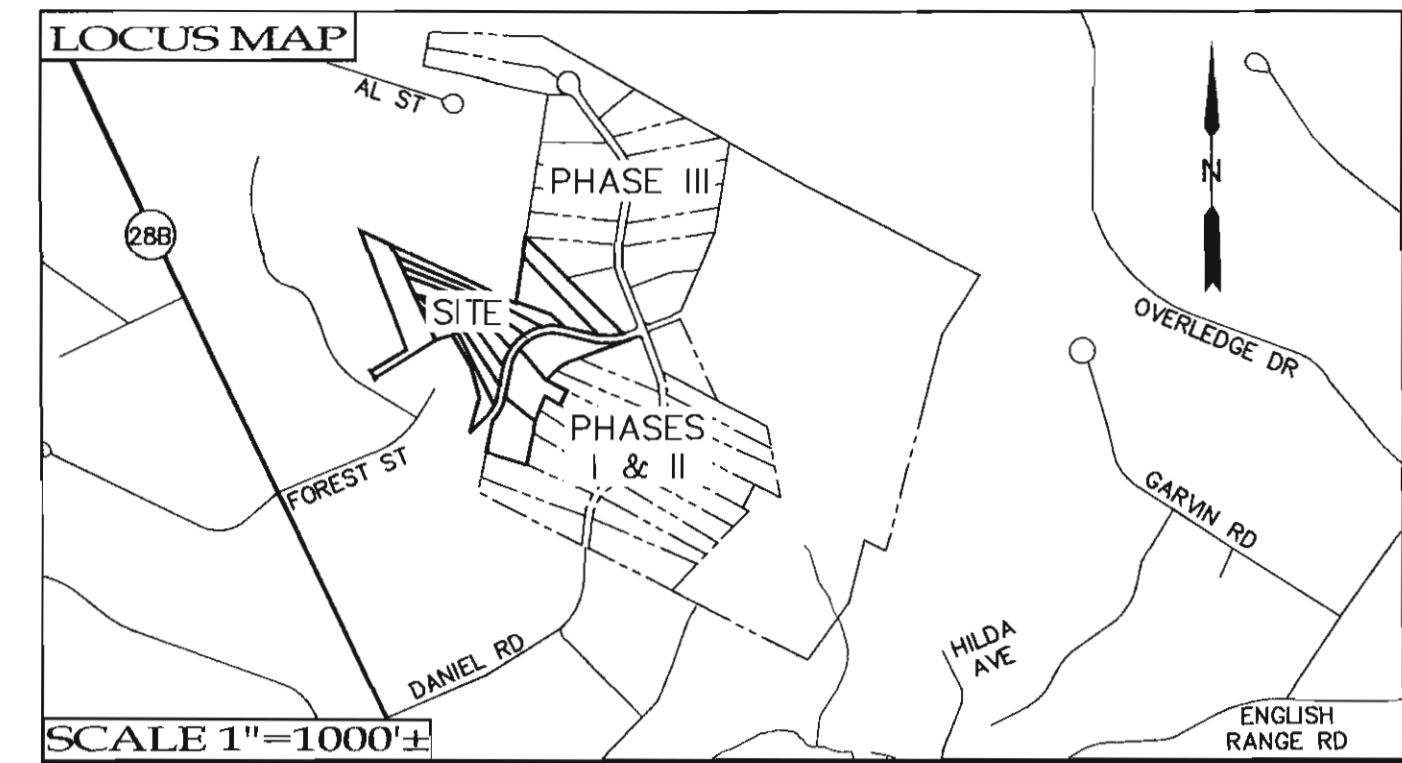 LOCUS MAP
AL ST
N
PHASE III
28B
SITE
OVERLEDGE DR
PHASES
I & II
FOREST ST
GARVIN RD
HILDA
AVE
DANIEL RD
ENGLISH
RANGE RD
SCALE 1"=1000'±